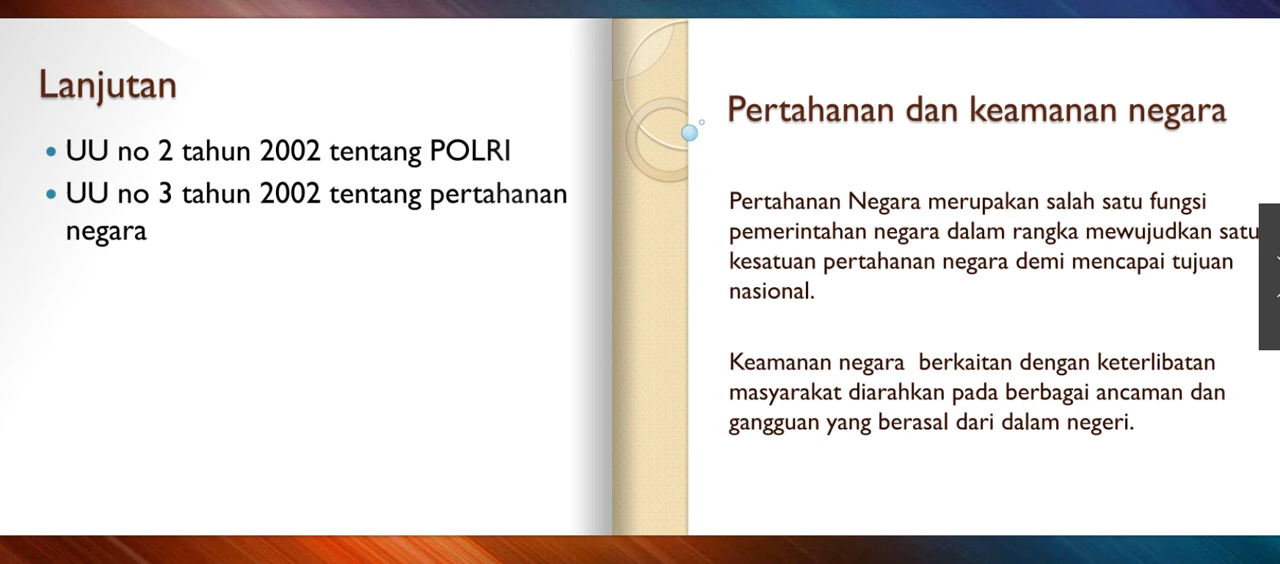 Lanjutan
• UU no 2 tahun 2002 tentang POLRI
• UU no 3 tahun 2002 tentang pertahanan
negara
Pertahanan dan keamanan negara
Pertahanan Negara merupakan salah satu fungsi
pemerintahan negara dalam rangka mewujudkan satu
kesatuan pertahanan negara demi mencapai tujuan
nasional.
Keamanan negara  berkaitan dengan keterlibatan
masyarakat diarahkan pada berbagai ancaman dan
gangguan yang berasal dari dalam negeri.